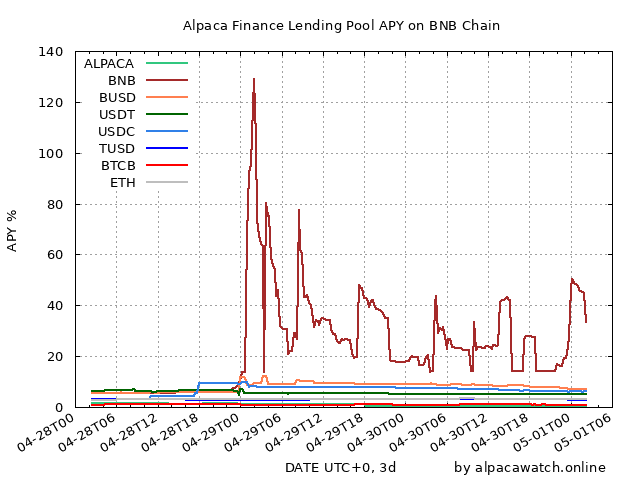 Alpaca Finance Lending Pool APY on BNB Chain
140
120
100
80
60
40
20
0
APY %
ALPACA
BNB
BUSD
USDT
USDC
TUSD
BTCB
ETH
04-28T00
04-28T06
04-28T12
04-28T18
04-29T00
04-29T06
04-29T12
04-29T18
04-30T00
04-30T06
04-30T12
04-30T18
05-01T00
05-01T06
DATE UTC+0, 3d
by alpacawatch.online